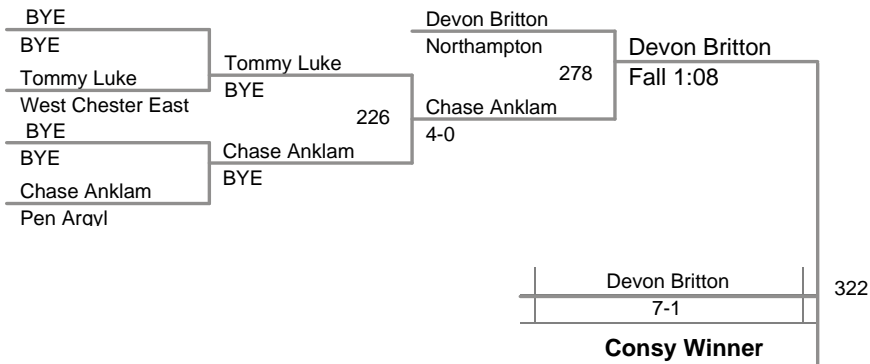 BYE
BYE
Tommy Luke
West Chester East
BYE
BYE
Chase Anklam
Pen Argyl
Tommy Luke
BYE
226
Chase Anklam
BYE
Devon Britton
Northampton
278
Chase Anklam
4-0
Devon Britton
Fall 1:08
Devon Britton
7-1
322
Consy Winner